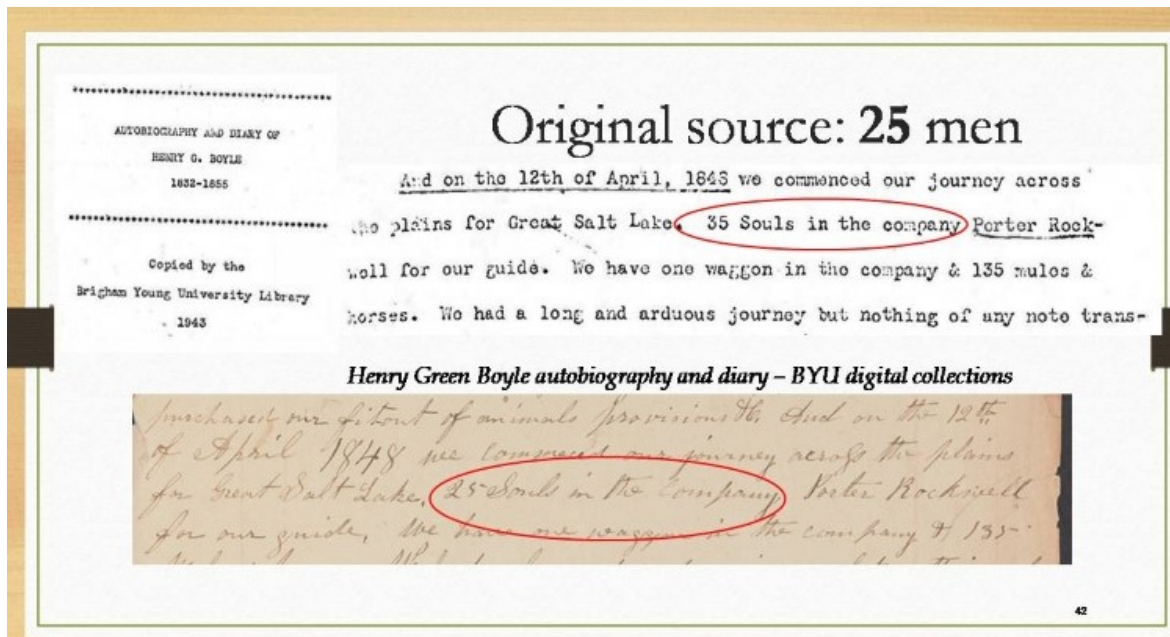 AUTOBIOGRAPHY AND DIARY OF
HENRY G. BOYLE
1832-1855
Copied by the
Brigham Young University Library
1943
Original source: 25 men
And on the 12th of April, 1848 we commenced our journey across
the plains for Great Salt Lake. 35 Souls in the company Porter Rock-
well for our guide. We have one waggon in the company & 135 mules &
horses. We had a long and arduous journey but nothing of any note trans-
Henry Green Boyle autobiography and diary – BYU digital collections
purchased our fitout of animals provisions &c. And on the 12th
of April 1848 we commenced our journey across the plains
for Great Salt Lake, 25 Souls in the Company Porter Rockwell
for our guide, We have one waggon in the company & 135
42